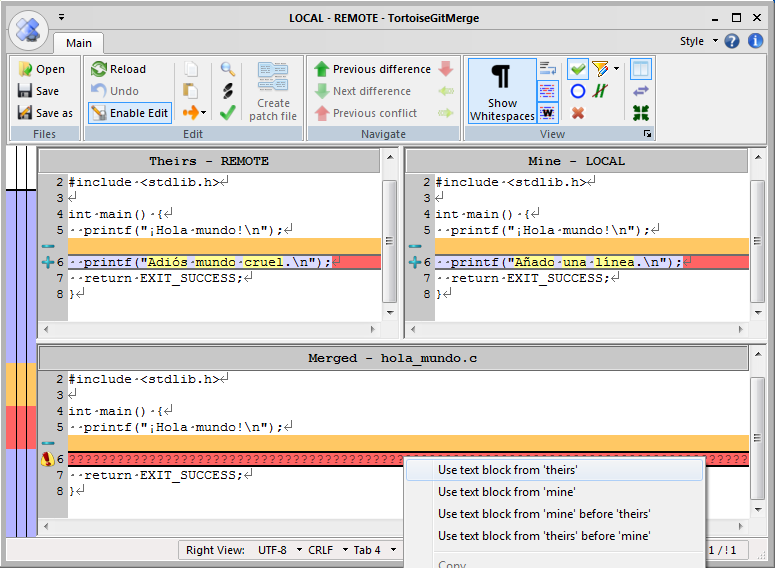 LOCAL - REMOTE - TortoiseGitMerge
Main
Style
Open
Save
Save as
Files
Reload
Undo
Enable Edit
Create
patch file
Edit
Previous difference
Next difference
Previous conflict
Navigate
¶
Show
Whitespaces
View
Theirs - REMOTE
2 #include·<stdlib.h>
3
4 int·main()·{
5 ··printf("¡Hola·mundo!\n");
6 ··printf("Adiós·mundo·cruel.\n");
7 ··return·EXIT_SUCCESS;
8 }
Mine - LOCAL
2 #include·<stdlib.h>
3
4 int·main()·{
5 ··printf("¡Hola·mundo!\n");
6 ··printf("Añado·una·línea.\n");
7 ··return·EXIT_SUCCESS;
8 }
Merged - hola_mundo.c
2 #include·<stdlib.h>
3
4 int·main()·{
5 ··printf("¡Hola·mundo!\n");
6 ????????????????????????????????????????????????????????????????????????????????????
7 ··return·EXIT_SUCCESS;
8 }
Use text block from 'theirs'
Use text block from 'mine'
Use text block from 'mine' before 'theirs'
Use text block from 'theirs' before 'mine'
Copy
Right View: UTF-8 CRLF Tab 4
1 / !1